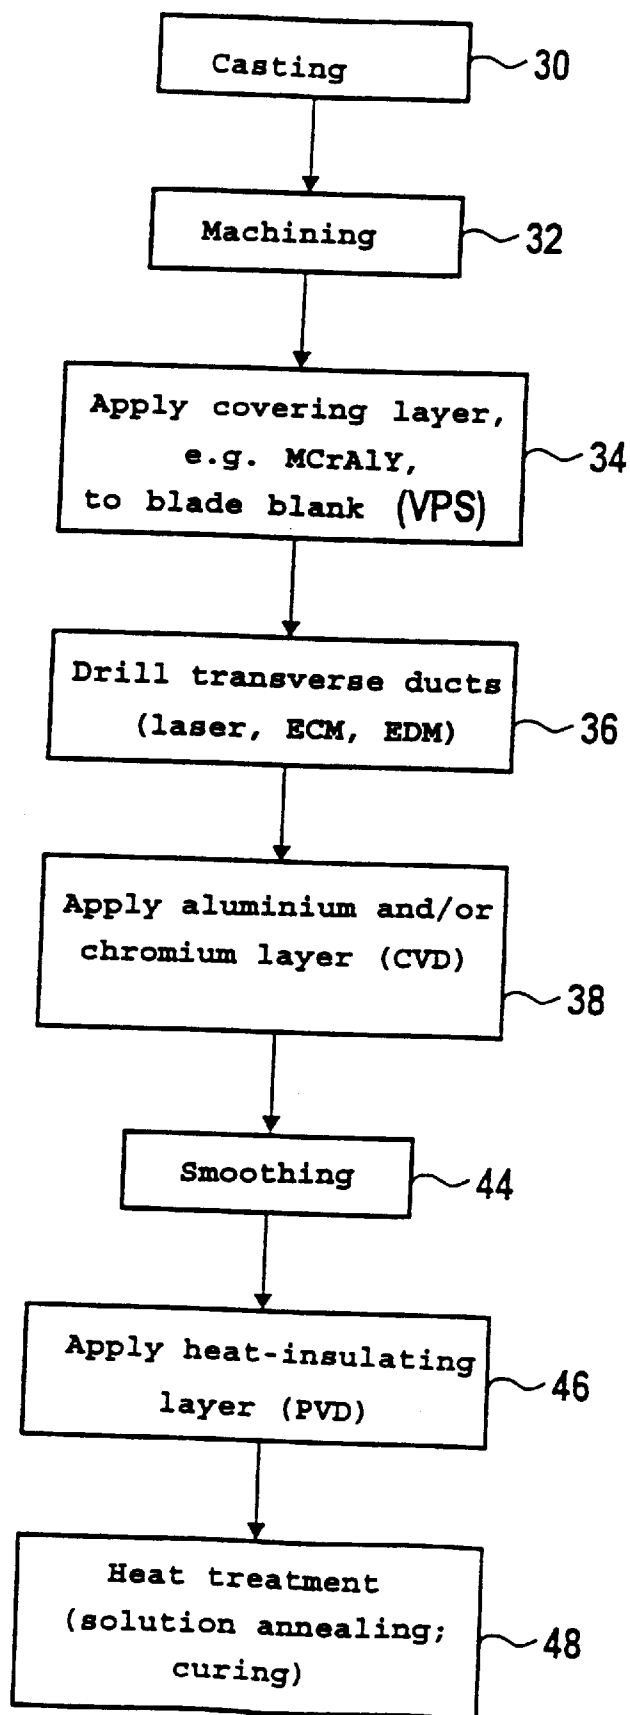 Casting
30
Machining
32
Apply covering layer,
e.g. MCrAlY,
to blade blank (VPS)
34
Drill transverse ducts
(laser, ECM, EDM)
36
Apply aluminium and/or
chromium layer (CVD)
38
Smoothing
44
Apply heat-insulating
layer (PVD)
46
Heat treatment
(solution annealing;
curing)
48